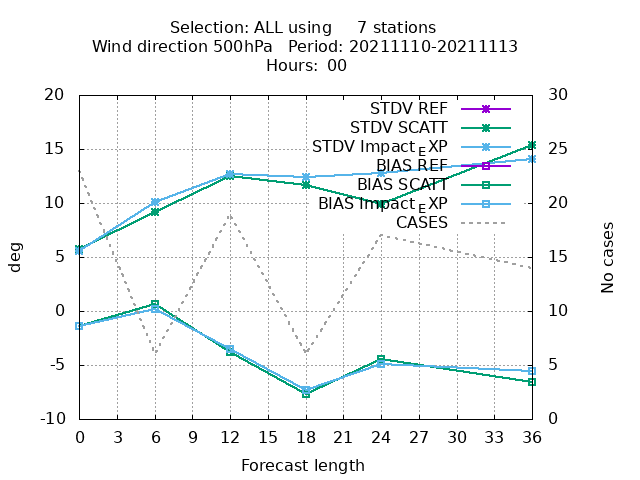 Selection: ALL using     7 stations
Wind direction 500hPa   Period: 20211110-20211113
Hours: 00
20 30
STDV REF
STDV SCATT
15 25
STDV Impact_EXP
BIAS REF
BIAS SCATT
10 20
BIAS Impact_EXP
CASES
deg
No cases
5 15
0 10
-5 5
-10 0
0 3 6 9 12 15 18 21 24 27 30 33 36
Forecast length